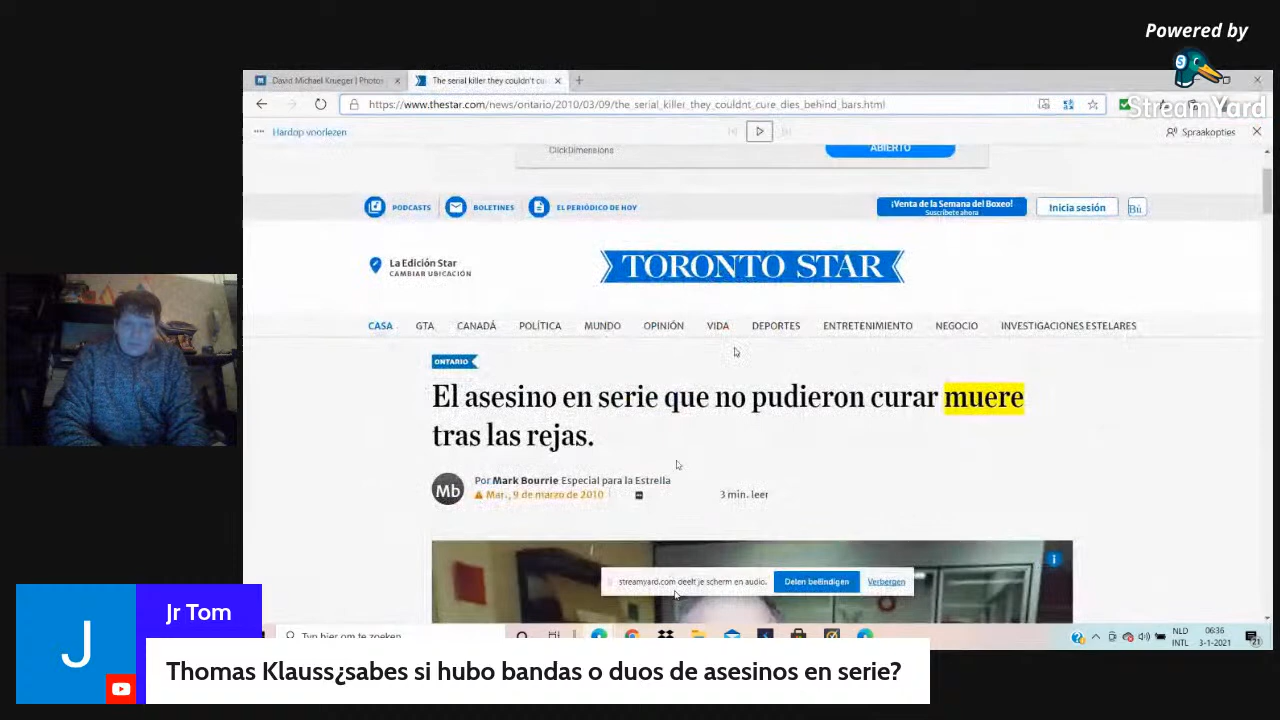 Powered by
StreamYard
David Michael Krueger | Photos
The serial killer they couldn't cu
https://www.thestar.com/news/ontario/2010/03/09/the_serial_killer_they_couldnt_cure_dies_behind_bars.html
Hardop voorlezen
Spraakopties
ClickDimensions
ABIERTO
PODCASTS
BOLETINES
EL PERIÓDICO DE HOY
¡Venta de la Semana del Boxeo!
Suscríbete ahora
Inicia sesión
Bú
La Edición Star
CAMBIAR UBICACIÓN
TORONTO STAR
CASA GTA CANADÁ POLÍTICA MUNDO OPINIÓN VIDA DEPORTES ENTRETENIMIENTO NEGOCIO INVESTIGACIONES ESTELARES
ONTARIO
El asesino en serie que no pudieron curar muere
tras las rejas.
Mb
Por Mark Bourrie Especial para la Estrella
Mar., 9 de marzo de 2010
3 min. leer
streamyard.com deelt je scherm en audio.
Delen beëindigen
Verbergen
Typ hier om te zoeken
NLD
INTL
06:36
3-1-2021
21
J
Jr Tom
Thomas Klauss¿sabes si hubo bandas o duos de asesinos en serie?